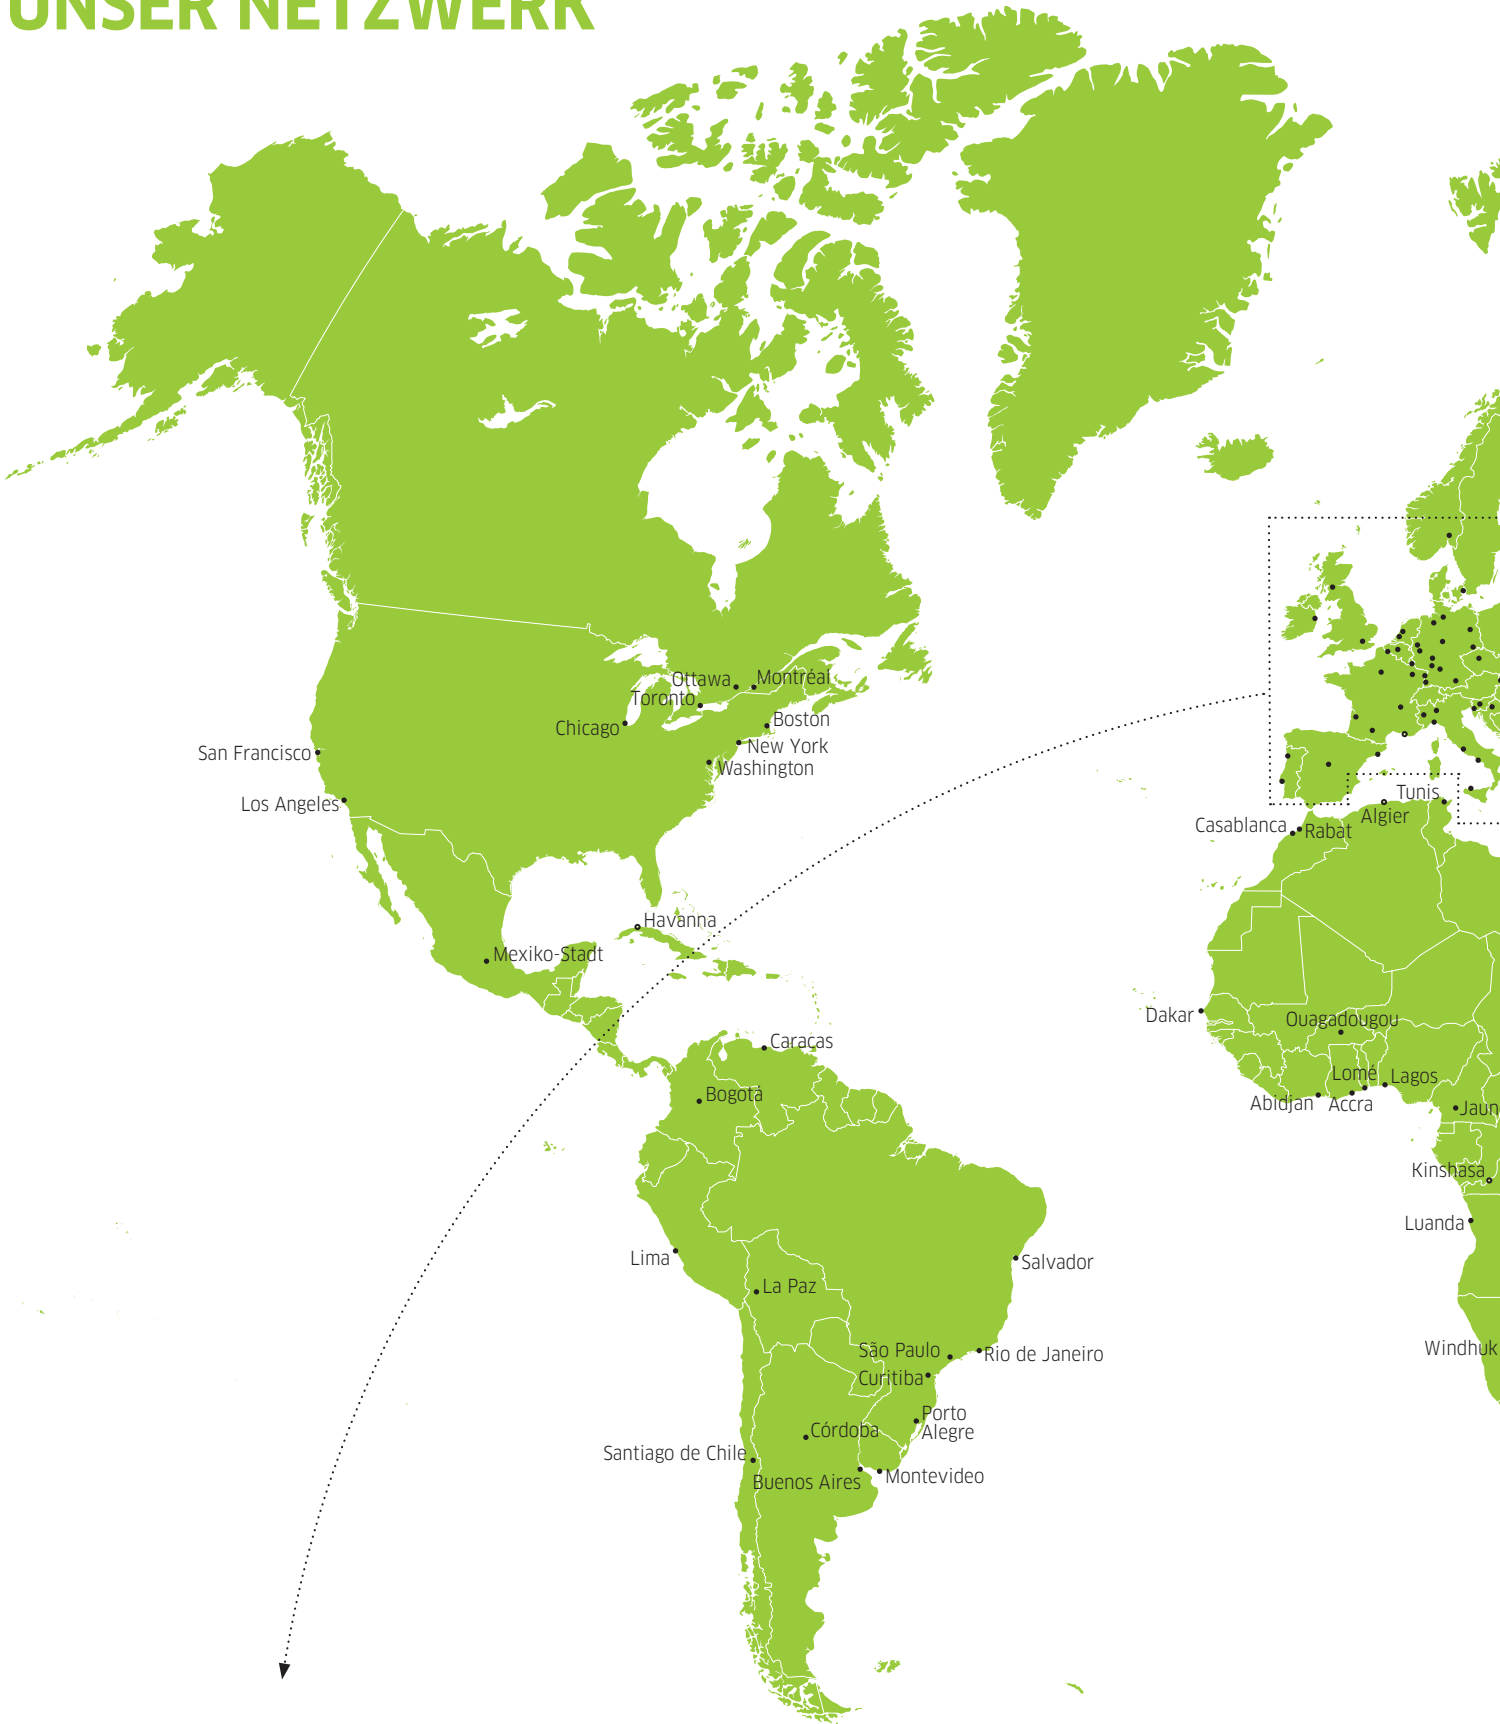 UNSER NETZWERK
Ottawa
Montréal
Toronto
Chicago
Boston
New York
Washington
San Francisco
Los Angeles
Havanna
Mexiko-Stadt
Caracas
Bogotá
Lima
La Paz
Salvador
São Paulo
Rio de Janeiro
Curitiba
Porto
Alegre
Córdoba
Santiago de Chile
Buenos Aires
Montevideo
Tunis
Algier
Casablanca
Rabat
Dakar
Ouagadougou
Lomé
Lagos
Abidjan
Accra
Jaun
Kinshasa
Luanda
Windhuk